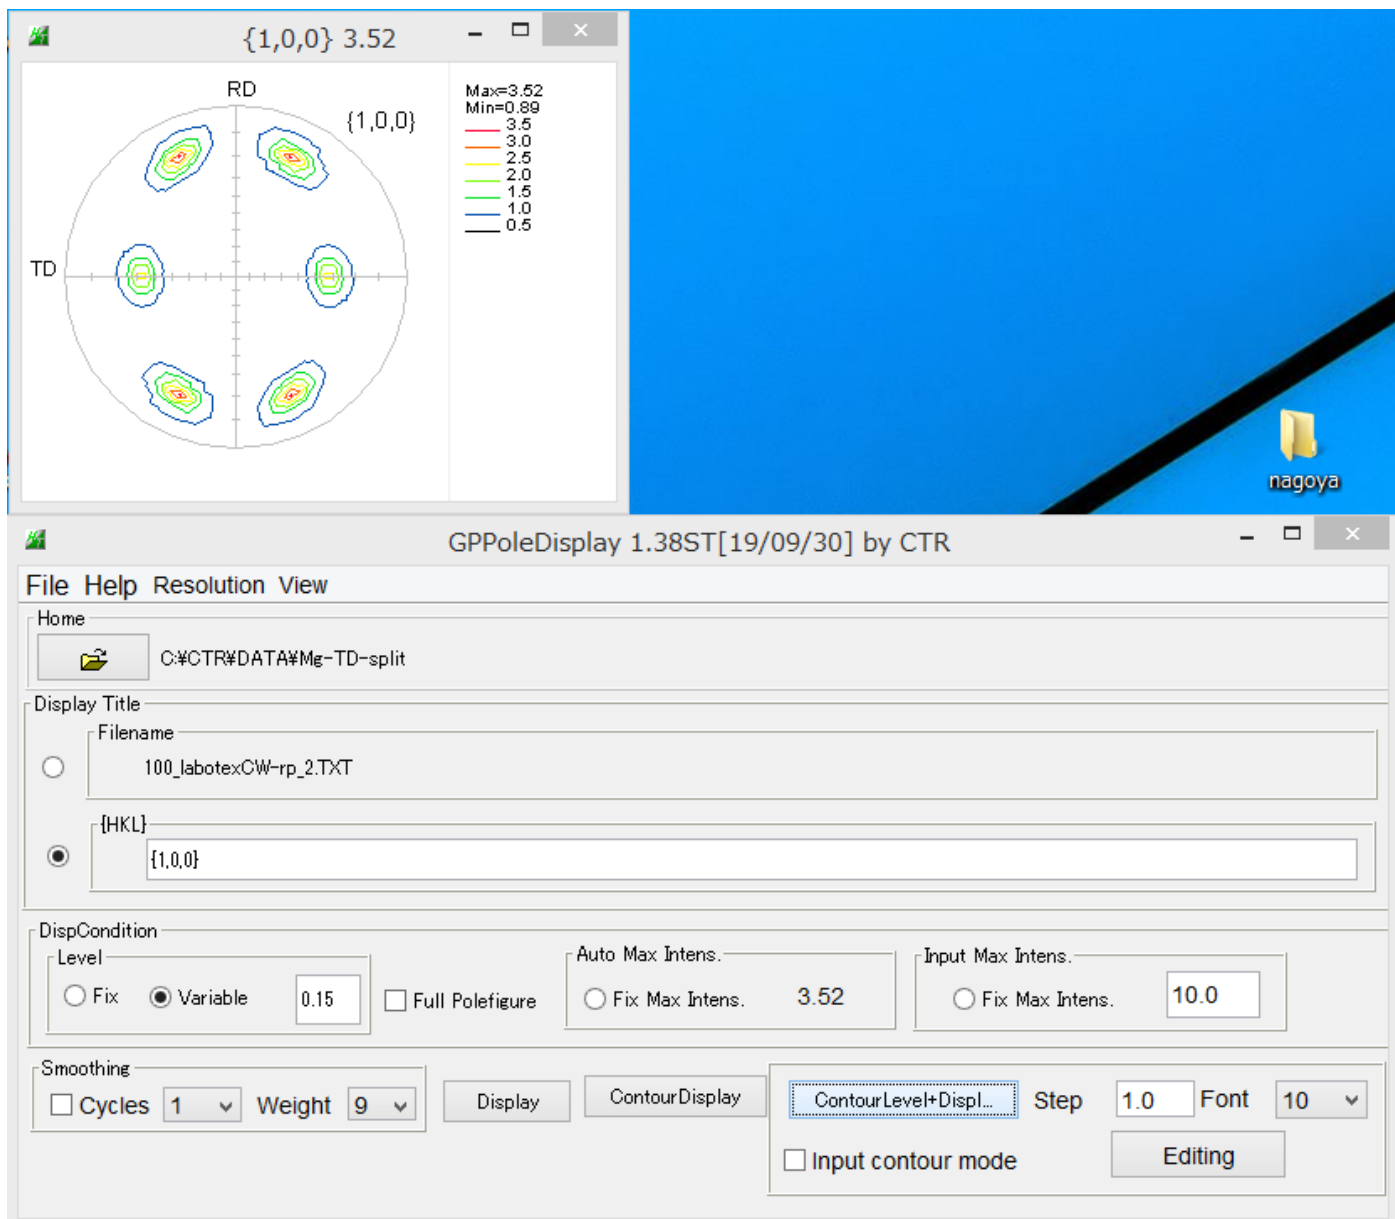 {1,0,0} 3.52
RD
{1,0,0}
TD
Max=3.52
Min=0.89
3.5
3.0
2.5
2.0
1.5
1.0
0.5
nagoya
GPPoleDisplay 1.38ST[19/09/30] by CTR
File Help Resolution View
Home
C:¥CTR¥DATA¥Mg-TD-split
Display Title
Filename
100_labotexCW-rp_2.TXT
{HKL}
{1,0,0}
DispCondition
Level
Fix Variable 0.15
Full Polefigure
Auto Max Intens.
Fix Max Intens. 3.52
Input Max Intens.
Fix Max Intens. 10.0
Smoothing
Cycles 1 Weight 9
Display
ContourDisplay
ContourLevel+Displ... Step 1.0 Font 10
Input contour mode
Editing